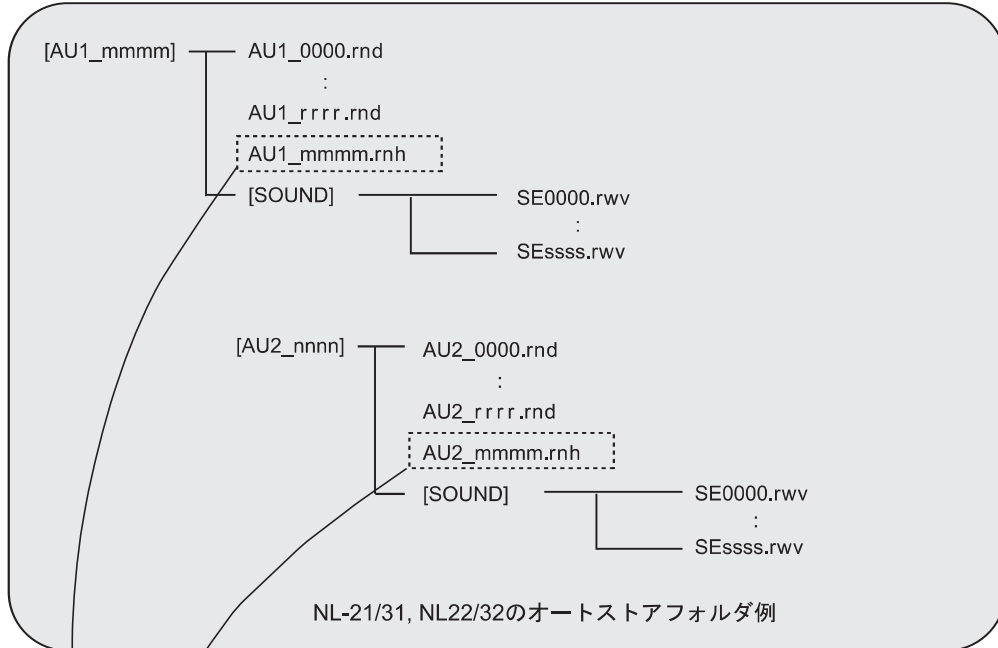 [AU1_mmmm]
AU1_0000.rnd
:
AU1_rrrr.rnd
AU1_mmmm.rnh
[SOUND]
SE0000.rwv
:
SEssss.rwv
[AU2_nnnn]
AU2_0000.rnd
:
AU2_rrrr.rnd
AU2_mmmm.rnh
[SOUND]
SE0000.rwv
:
SEssss.rwv
NL-21/31, NL22/32のオートストアフォルダ例